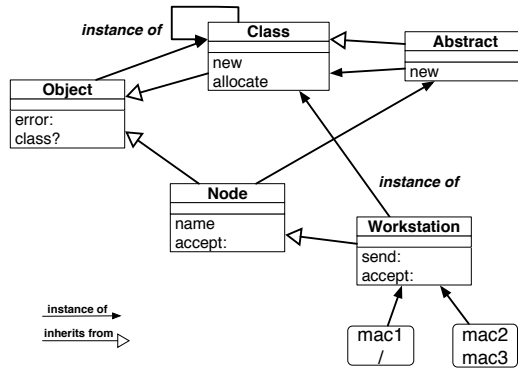 instance of
Class
new
allocate
Abstract
new
Object
error:
class?
instance of
Node
name
accept:
Workstation
send:
accept:
instance of
inherits from
mac1
/
mac2
mac3